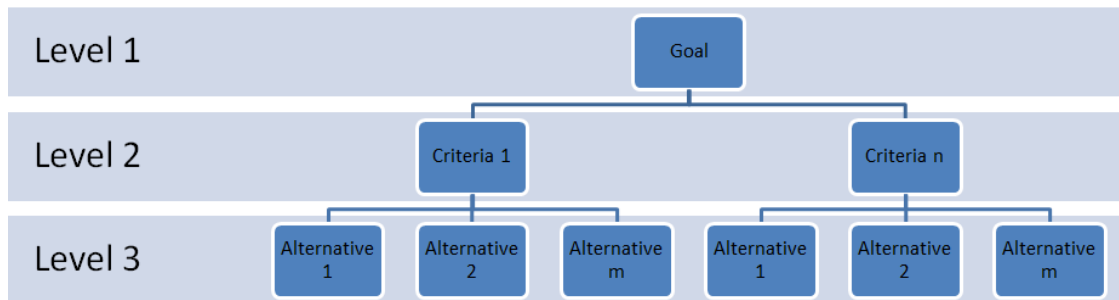 Level 1
Goal
Level 2
Criteria 1
Criteria n
Level 3
Alternative
1
Alternative
2
Alternative
m
Alternative
1
Alternative
2
Alternative
m